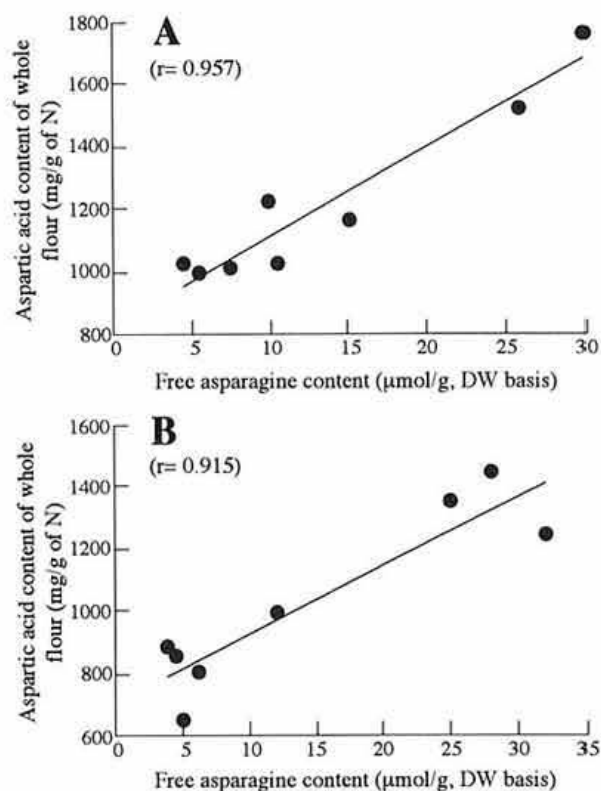 A
(r= 0.957)
Aspartic acid content of whole
flour (mg/g of N)
1800
1600
1400
1200
1000
800
0 5 10 15 20 25 30
Free asparagine content (µmol/g, DW basis)
B
(r= 0.915)
Aspartic acid content of whole
flour (mg/g of N)
1600
1400
1200
1000
800
600
0 5 10 15 20 25 30 35
Free asparagine content (µmol/g, DW basis)